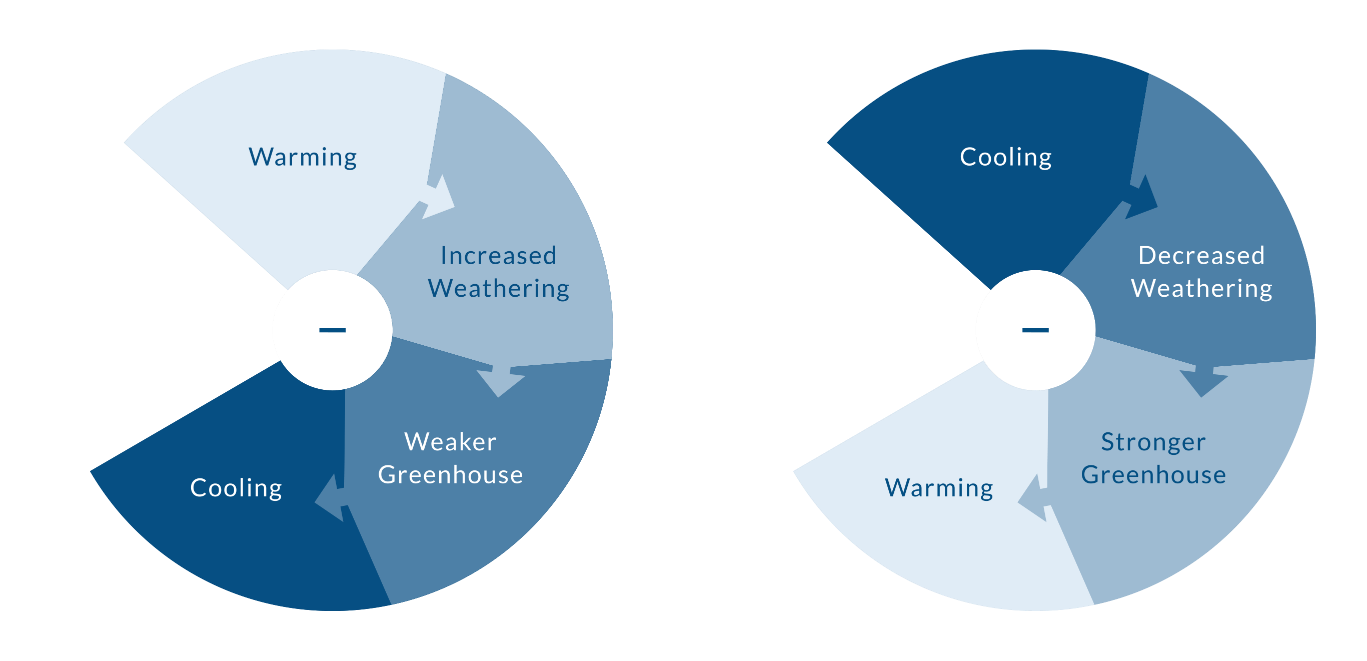 Warming
Increased
Weathering
–
Weaker
Greenhouse
Cooling
Cooling
Decreased
Weathering
–
Stronger
Greenhouse
Warming